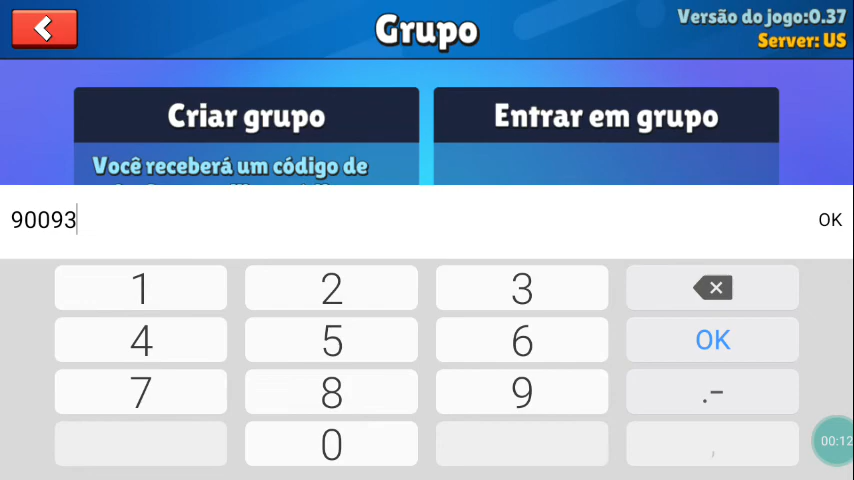 Grupo
Versão do jogo:0.37
Server: US
Criar grupo
Entrar em grupo
Você receberá um código de
90093
OK
1
2
3
4
5
6
OK
7
8
9
.-
0
,
00:12